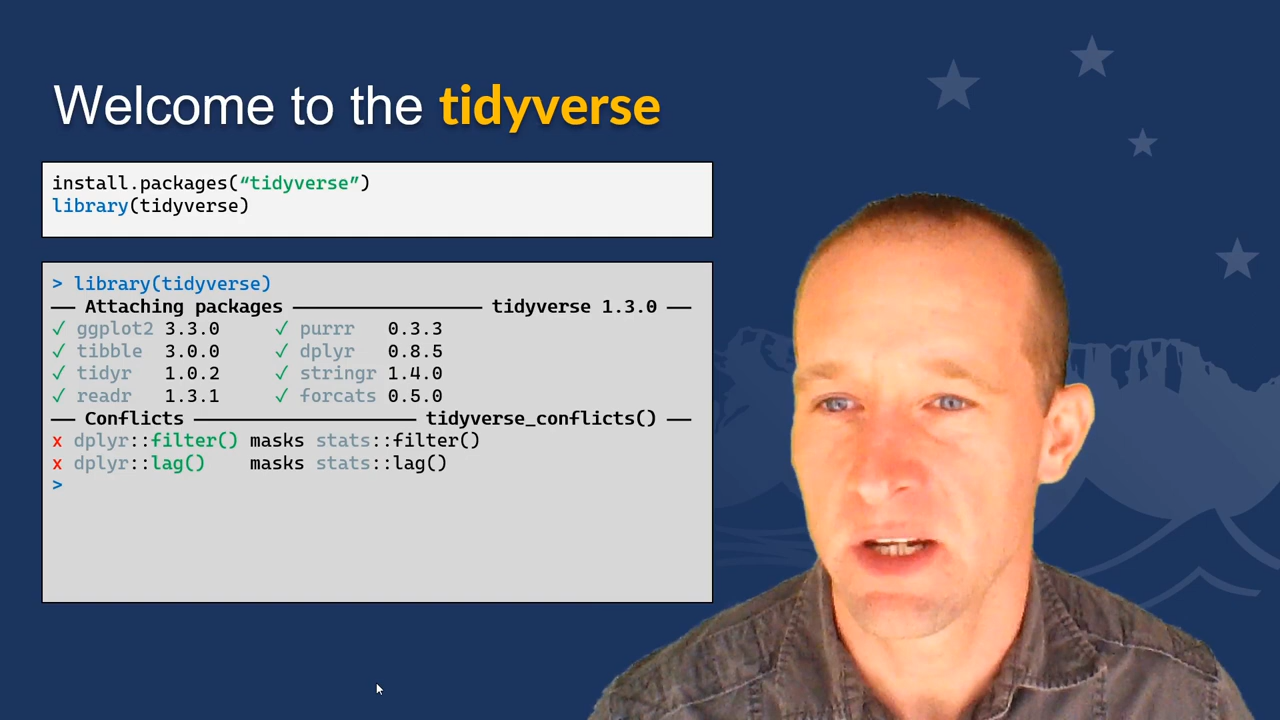 Welcome to the tidyverse
install.packages(“tidyverse”)
library(tidyverse)
> library(tidyverse)
── Attaching packages ───────────────── tidyverse 1.3.0 ──
✓ ggplot2 3.3.0 ✓ purrr 0.3.3
✓ tibble 3.0.0 ✓ dplyr 0.8.5
✓ tidyr 1.0.2 ✓ stringr 1.4.0
✓ readr 1.3.1 ✓ forcats 0.5.0
── Conflicts ──────────────────── tidyverse_conflicts() ──
x dplyr::filter() masks stats::filter()
x dplyr::lag() masks stats::lag()
>